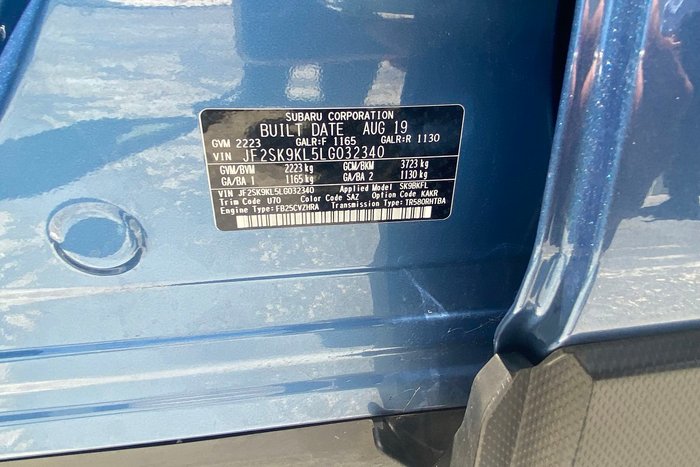 SUBARU CORPORATION
BUILT DATE AUG 19
GVM 2223 GALR:F 1165 GALR:R 1130
VIN JF2SK9KL5LG032340
GVM/BVM 2223 kg GCM/BKM 3723 kg
GA/BA 1 1165 kg GA/BA 2 1130 kg
VIN JF2SK9KL5LG032340 Applied Model SK9BKFL
Trim Code U70 Color Code SAZ Option Code KAKR
Engine Type:FB25CVZHRA Transmission Type:TR580RHTBA